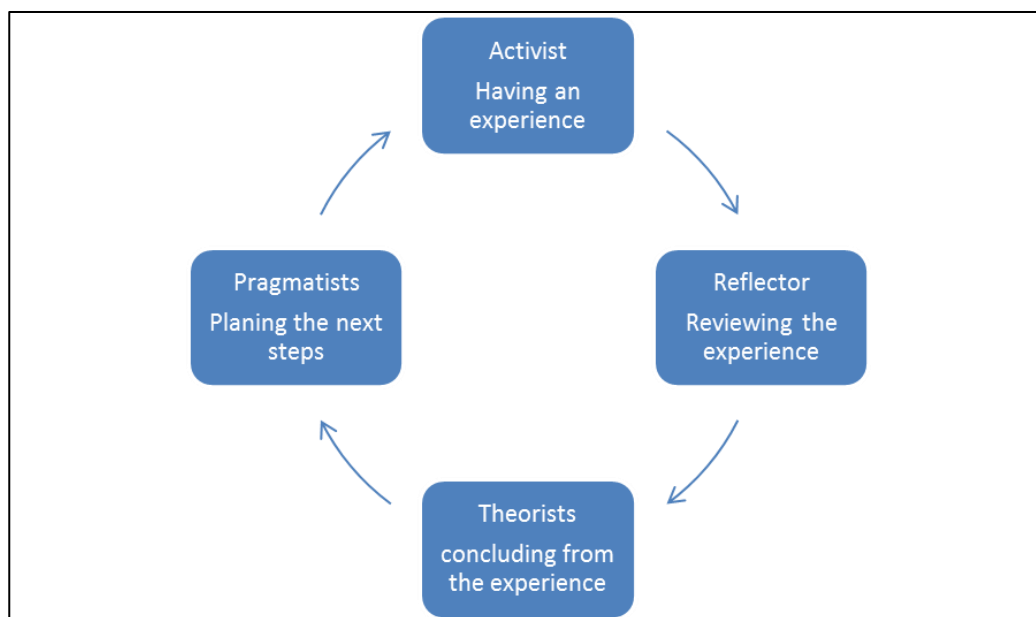 Activist
Having an
experience
Reflector
Reviewing the
experience
Theorists
concluding from
the experience
Pragmatists
Planing the next
steps